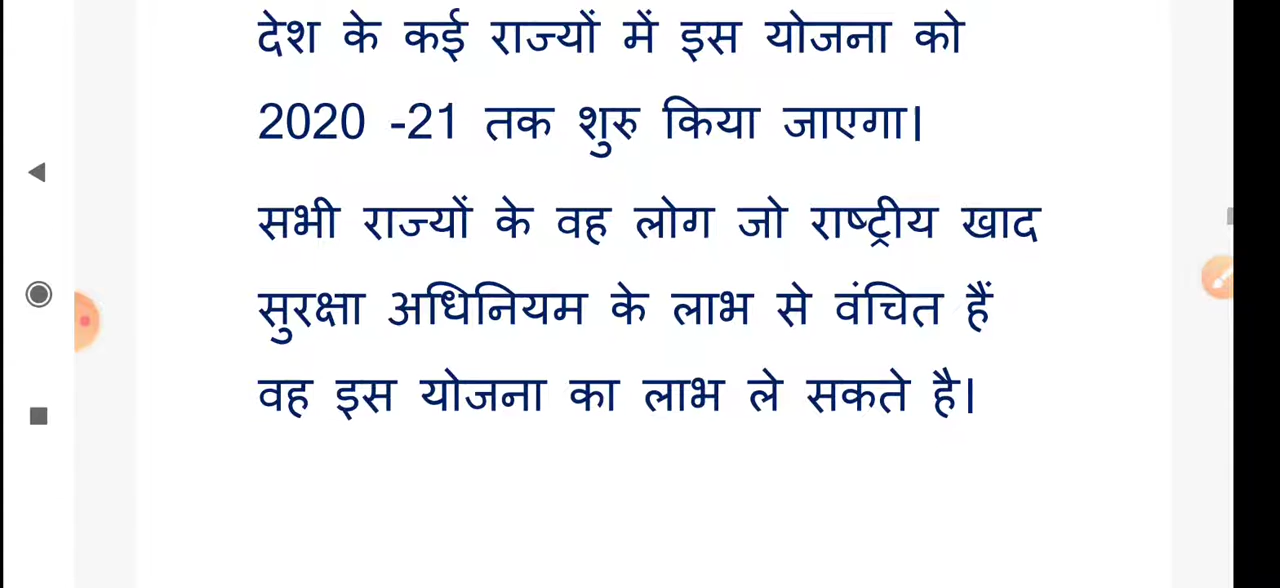 देश के कई राज्यों में इस योजना को
2020 -21 तक शुरु किया जाएगा।
सभी राज्यों के वह लोग जो राष्ट्रीय खाद
सुरक्षा अधिनियम के लाभ से वंचित हैं
वह इस योजना का लाभ ले सकते है।